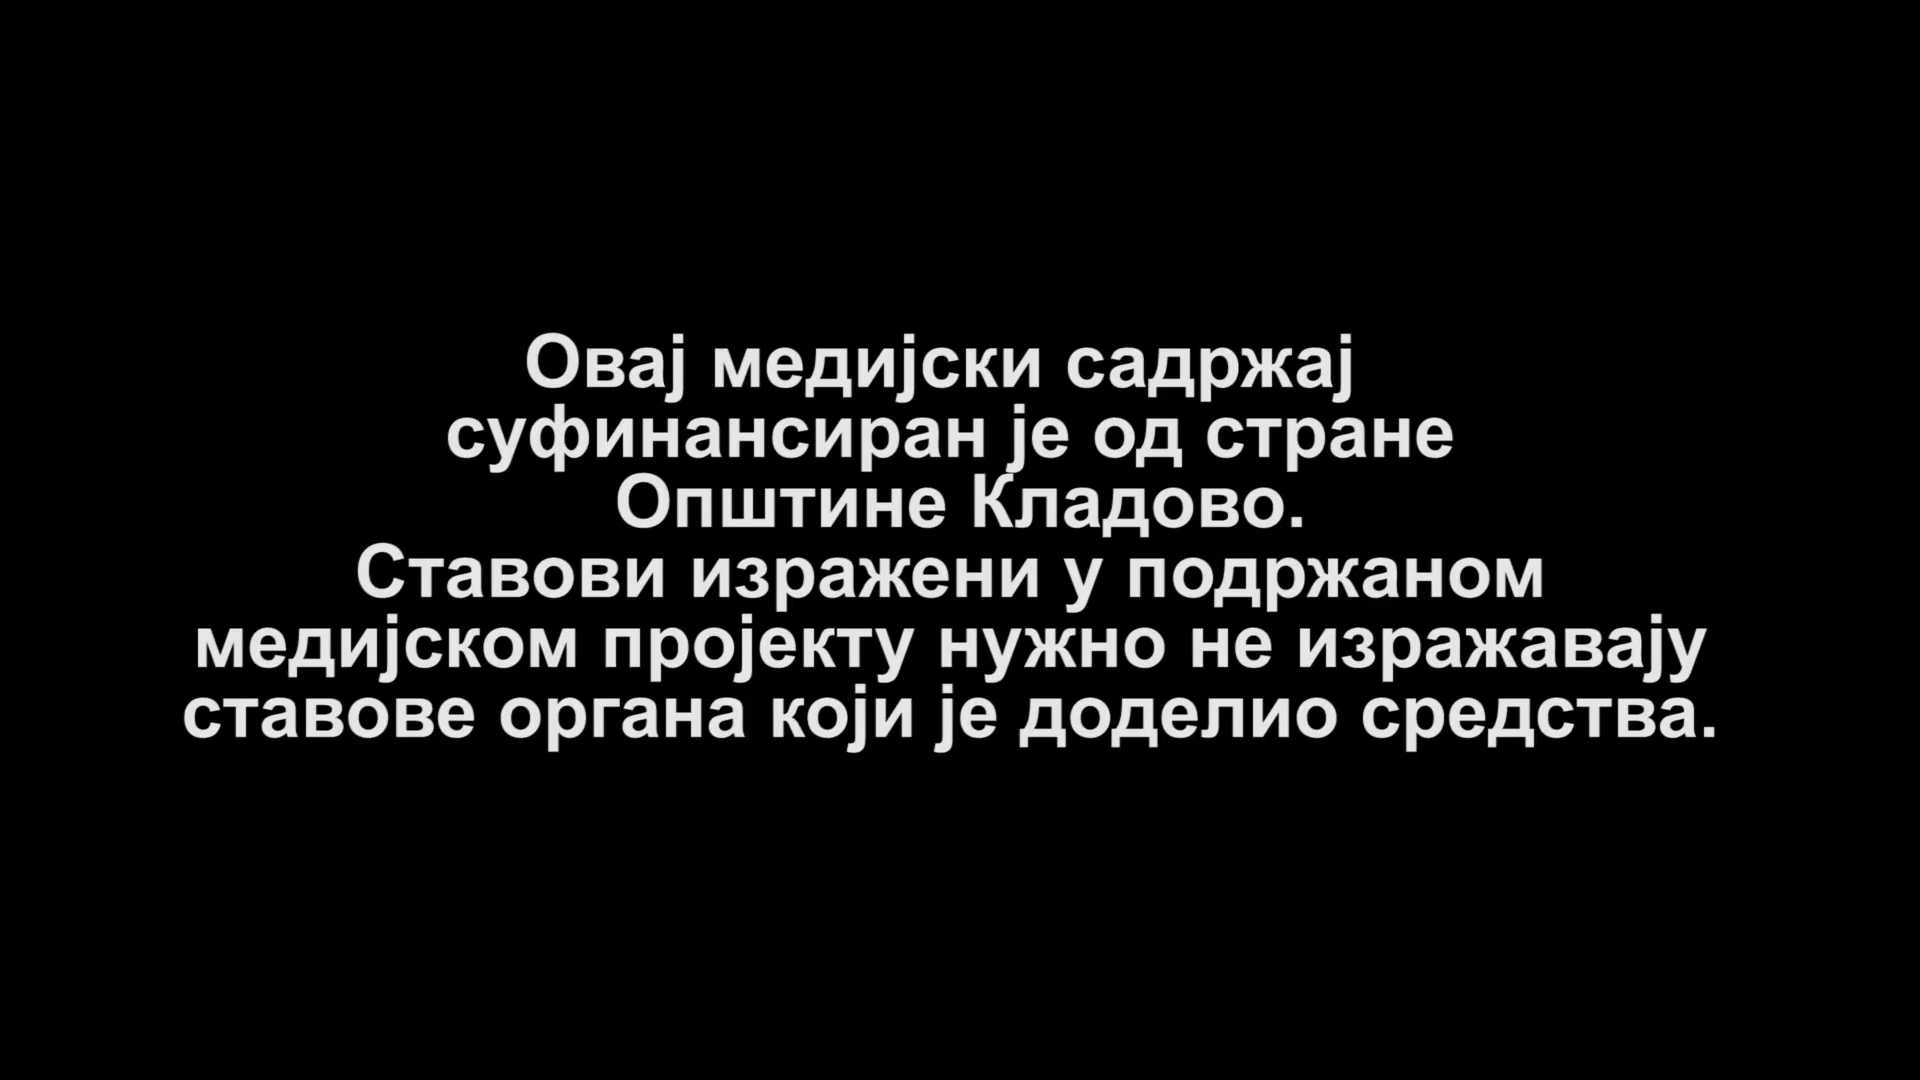 Овај медијски садржај
суфинансиран је од стране
Општине Кладово.
Ставови изражени у подржаном
медијском пројекту нужно не изражавају
ставове органа који је доделио средства.